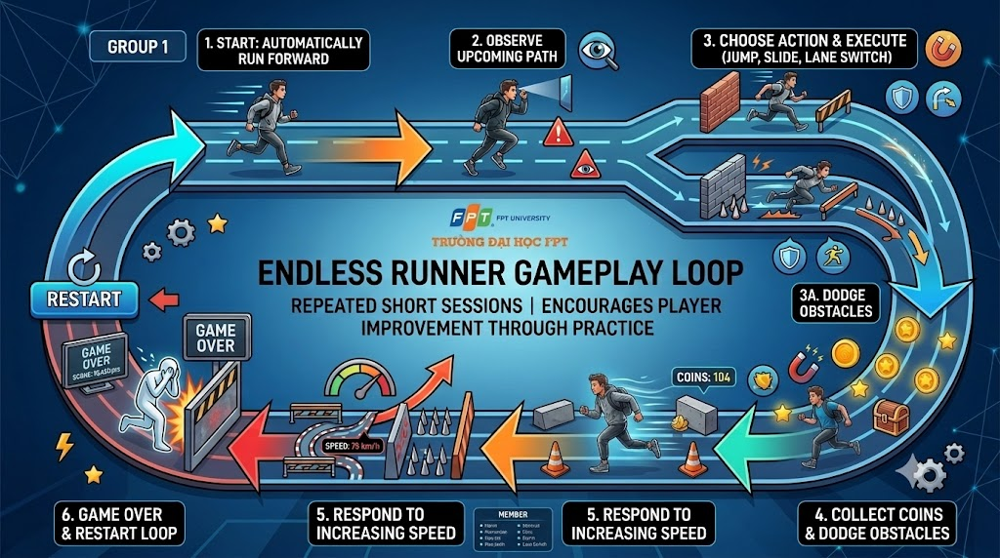 GROUP 1
1. START: AUTOMATICALLY
RUN FORWARD
2. OBSERVE
UPCOMING PATH
3. CHOOSE ACTION & EXECUTE
(JUMP, SLIDE, LANE SWITCH)
FPT
FPT UNIVERSITY
TRƯỜNG ĐẠI HỌC FPT
ENDLESS RUNNER GAMEPLAY LOOP
REPEATED SHORT SESSIONS | ENCOURAGES PLAYER
IMPROVEMENT THROUGH PRACTICE
3A. DODGE
OBSTACLES
RESTART
GAME
OVER
GAME
OVER
COINS: 104
6. GAME OVER
& RESTART LOOP
5. RESPOND TO
INCREASING SPEED
MEMBER
5. RESPOND TO
INCREASING SPEED
4. COLLECT COINS
& DODGE OBSTACLES